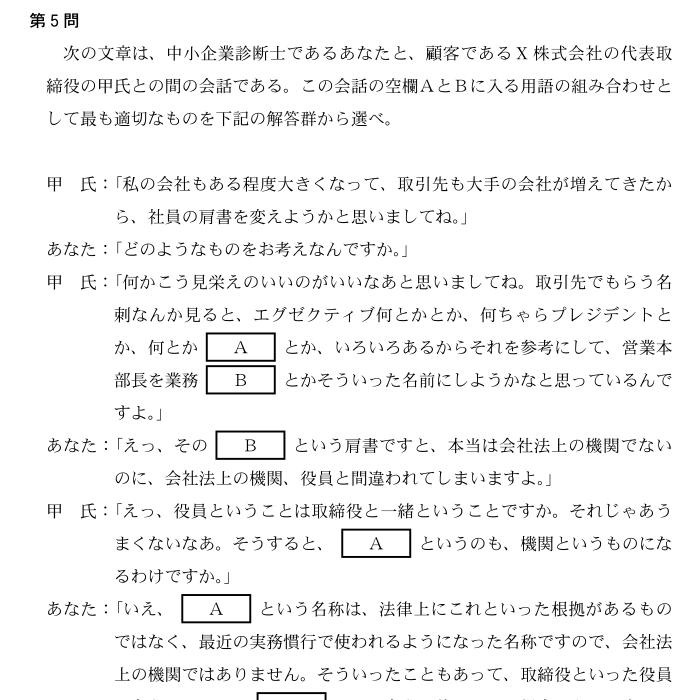 第5問
次の文章は、中小企業診断士であるあなたと、顧客であるX株式会社の代表取
締役の甲氏との間の会話である。この会話の空欄AとBに入る用語の組み合わせと
して最も適切なものを下記の解答群から選べ。
甲 氏:「私の会社もある程度大きくなって、取引先も大手の会社が増えてきたか
ら、社員の肩書を変えようかと思いましてね。」
あなた:「どのようなものをお考えなんですか。」
甲 氏:「何かこう見栄えのいいのがいいなあと思いましてね。取引先でもらう名
刺なんか見ると、エグゼクティブ何とかとか、何ちゃらプレジデントと
か、何とか A とか、いろいろあるからそれを参考にして、営業本
部長を業務 B とかそういった名前にしようかなと思っているんで
すよ。」
あなた:「えっ、その B という肩書ですと、本当は会社法上の機関でない
のに、会社法上の機関、役員と間違われてしまいますよ。」
甲 氏:「えっ、役員ということは取締役と一緒ということですか。それじゃあう
まくないなあ。そうすると、 A というのも、機関というものにな
るわけですか。」
あなた:「いえ、 A という名称は、法律上にこれといった根拠があるもの
ではなく、最近の実務慣行で使われるようになった名称ですので、会社法
上の機関ではありません。そういったこともあって、取締役といった役員